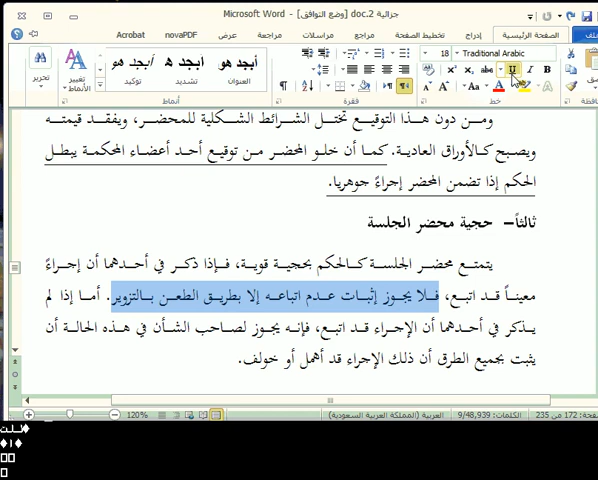 جزائية 2.doc [وضع التوافق] - Microsoft Word
ملف الصفحة الرئيسية إدراج تخطيط الصفحة مراجع مراسلات مراجعة عرض novaPDF Acrobat
Traditional Arabic 18
أبجد هو أبجد هـ أبجد هو
العنوان تشديد توكيد
تغيير الأنماط تحرير
خط فقرة أنماط
ومن دون هذا التوقيع تختل الشرائط الشكلية للمحضر، ويفقد قيمته
ويصبح كالأوراق العادية. كما أن خلو المحضر من توقيع أحد أعضاء المحكمة يبطل
الحكم إذا تضمن المحضر إجراءً جوهريا.
ثالثاً– حجية محضر الجلسة
يتمتع محضر الجلسة كالحكم بحجية قوية، فإذا ذكر في أحدهما أن إجراءً
معيناً قد اتبع، فلا يجوز إثبات عدم اتباعه إلا بطريق الطعن بالتزوير. أما إذا لم
يذكر في أحدهما أن الإجراء قد اتبع، فإنه يجوز لصاحب الشأن في هذه الحالة أن
يثبت بجميع الطرق أن ذلك الإجراء قد أهمل أو خولف.
صفحة: 172 من 235 الكلمات: 9/48,939 العربية (المملكة العربية السعودية) 120%